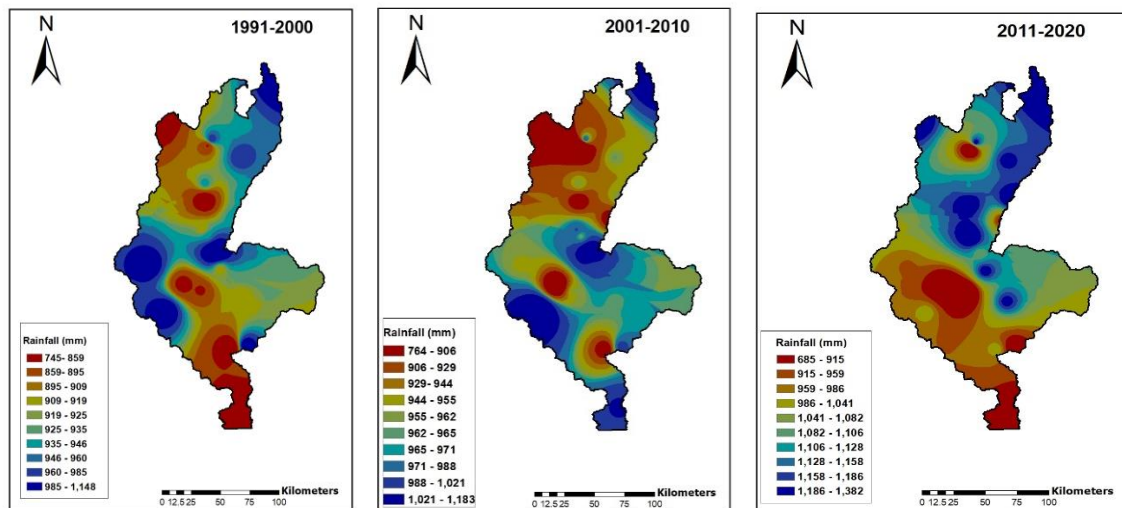 N
1991-2000
Rainfall (mm)
745- 859
859- 895
895 - 909
909 - 919
919 - 925
925 - 935
935 - 946
946 - 960
960 - 985
985 - 1,148
Kilometers
0 12.5 25 50 75 100
N
2001-2010
Rainfall (mm)
764 - 906
906 - 929
929- 944
944 - 955
955 - 962
962 - 965
965 - 971
971 - 988
988 - 1,021
1,021 - 1,183
Kilometers
0 12.5 25 50 75 100
N
2011-2020
Rainfall (mm)
685 - 915
915 - 959
959 - 986
986 - 1,041
1,041 - 1,082
1,082 - 1,106
1,106 - 1,128
1,128 - 1,158
1,158 - 1,186
1,186 - 1,382
Kilometers
0 12.5 25 50 75 100